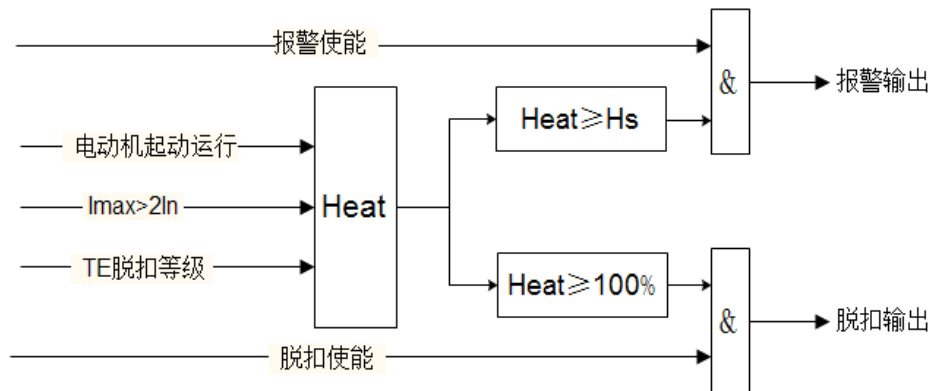 报警使能
&
报警输出
Heat≥Hs
电动机起动运行
Imax>2In
Heat
TE脱扣等级
Heat≥100%
&
脱扣输出
脱扣使能